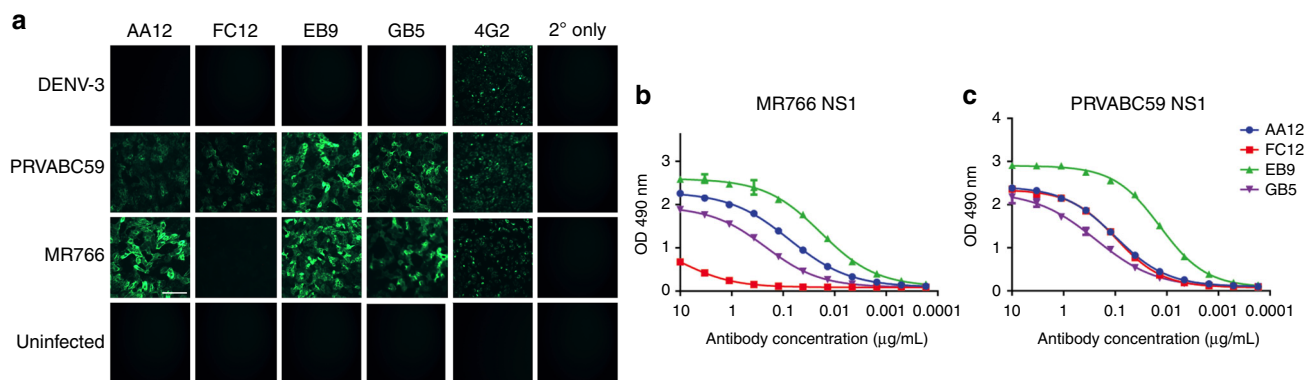 a
AA12 FC12 EB9 GB5 4G2 2° only
DENV-3
PRVABC59
MR766
Uninfected
b
MR766 NS1
3
2
1
0
OD 490 nm
10 1 0.1 0.01 0.001 0.0001
Antibody concentration (μg/mL)
c
PRVABC59 NS1
4
3
2
1
0
OD 490 nm
10 1 0.1 0.01 0.001 0.0001
Antibody concentration (μg/mL)
AA12
FC12
EB9
GB5